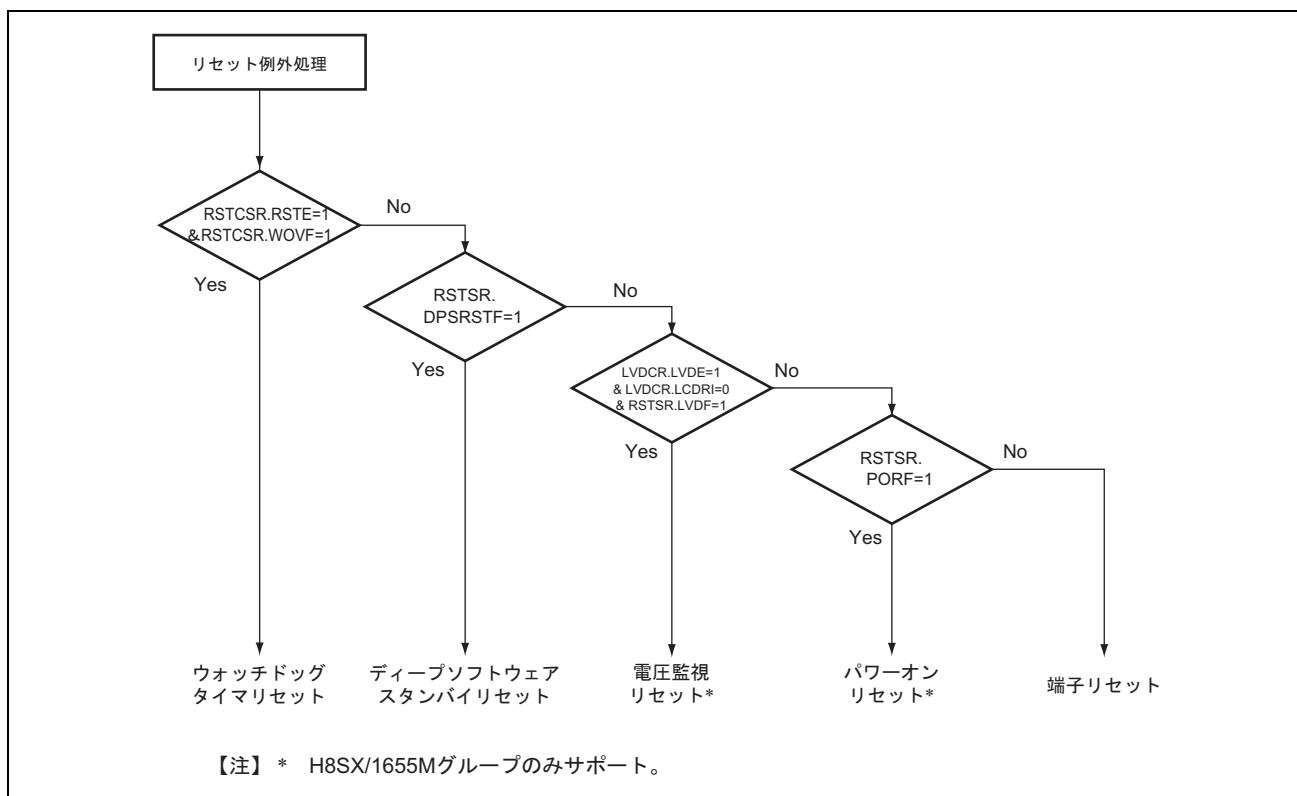 リセット例外処理
RSTCSR.RSTE=1
&RSTCSR.WOVF=1
No
Yes
RSTSR.
DPSRSTF=1
No
Yes
LVDCR.LVDE=1
& LVDCR.LCDRI=0
& RSTSR.LVDF=1
No
Yes
RSTSR.
PORF=1
No
Yes
ウォッチドッグ
タイマリセット
ディープソフトウェア
スタンバイリセット
電圧監視
リセット*
パワーオン
リセット*
端子リセット
【注】 * H8SX/1655Mグループのみサポート。